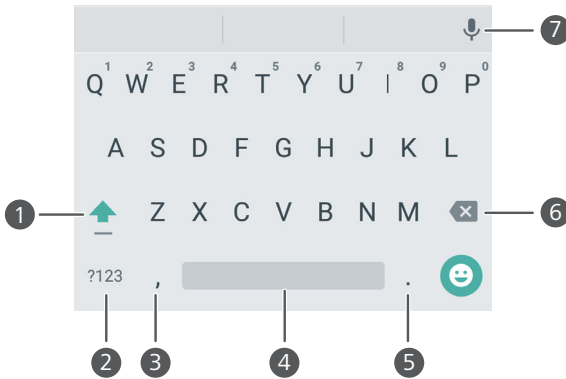 7
1 2 3 4 5 6 7 8 9 0
Q W E R T Y U I O P
A S D F G H J K L
1
Z X C V B N M
6
?123 , .
2 3 4 5